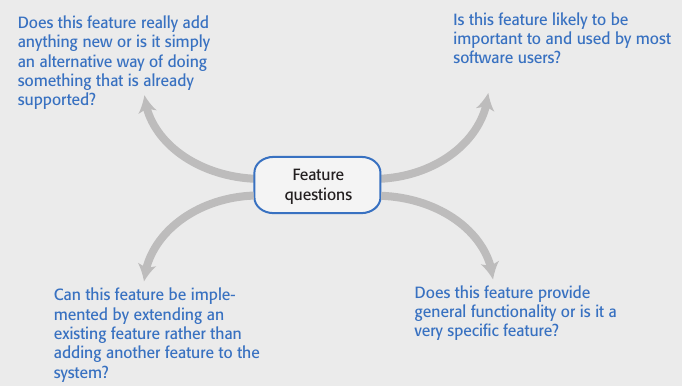 Does this feature really add
anything new or is it simply
an alternative way of doing
something that is already
supported?
Is this feature likely to be
important to and used by most
software users?
Feature
questions
Can this feature be imple-
mented by extending an
existing feature rather than
adding another feature to the
system?
Does this feature provide
general functionality or is it a
very specific feature?